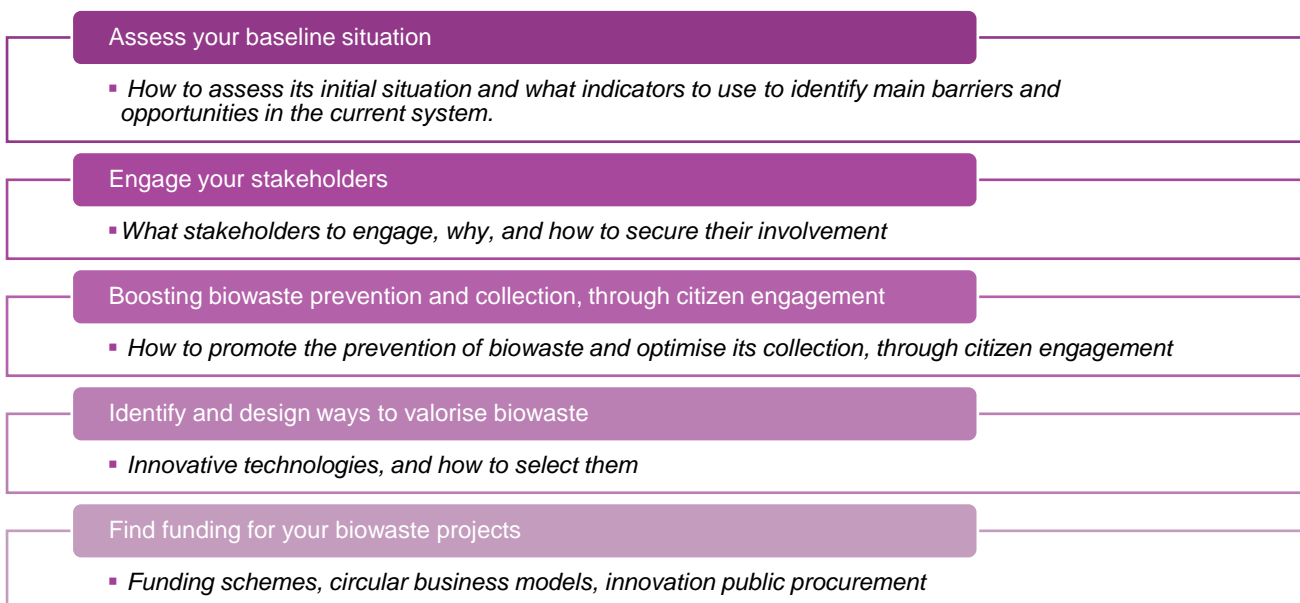 Assess your baseline situation
▪ How to assess its initial situation and what indicators to use to identify main barriers and
opportunities in the current system.
Engage your stakeholders
▪ What stakeholders to engage, why, and how to secure their involvement
Boosting biowaste prevention and collection, through citizen engagement
▪ How to promote the prevention of biowaste and optimise its collection, through citizen engagement
Identify and design ways to valorise biowaste
▪ Innovative technologies, and how to select them
Find funding for your biowaste projects
▪ Funding schemes, circular business models, innovation public procurement